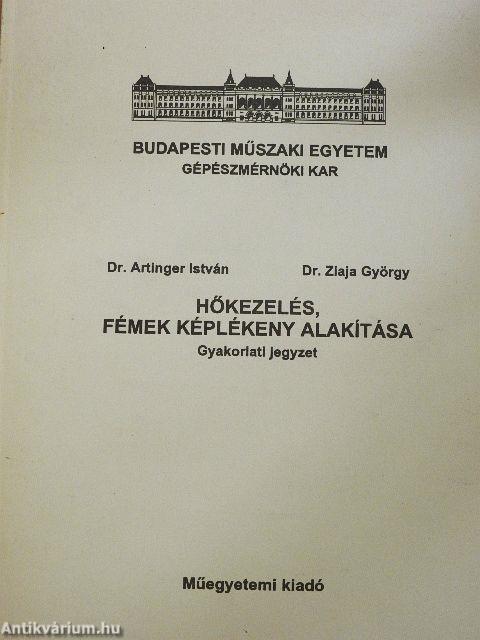 BUDAPESTI MŰSZAKI EGYETEM
GÉPÉSZMÉRNÖKI KAR
Dr. Artinger István Dr. Ziaja György
HŐKEZELÉS,
FÉMEK KÉPLÉKENY ALAKÍTÁSA
Gyakorlati jegyzet
Műegyetemi kiadó
Antikvárium.hu